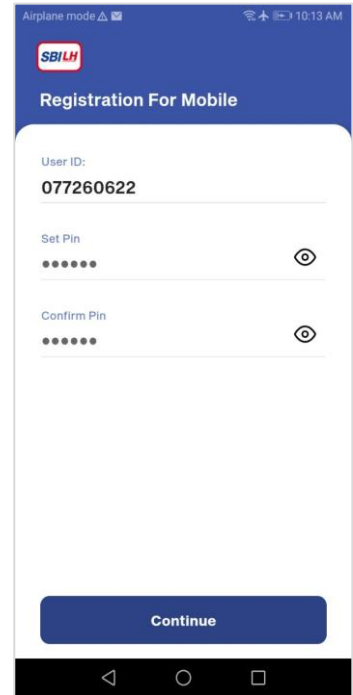 Airplane mode 10:13 AM
SBILH
Registration For Mobile
User ID:
077260622
Set Pin
●●●●●●
Confirm Pin
●●●●●●
Continue